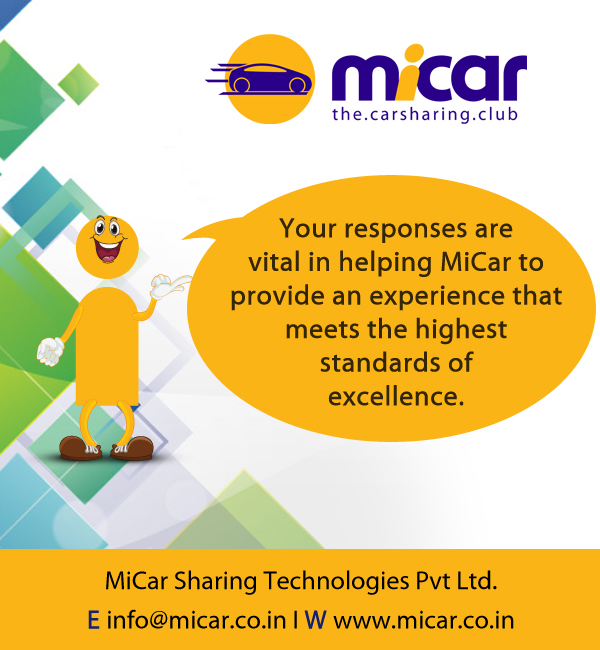 micar
the.carsharing.club
Your responses are
vital in helping MiCar to
provide an experience that
meets the highest
standards of
excellence.
MiCar Sharing Technologies Pvt Ltd.
E info@micar.co.in I W www.micar.co.in